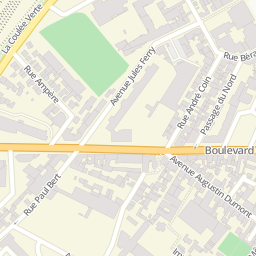 La Coulée Verte
Rue Ampère
Avenue Jules Ferry
Rue Béra
Rue André Coin
Passage du Nord
Boulevard
Rue Paul Bert
Avenue Augustin Dumont
Im